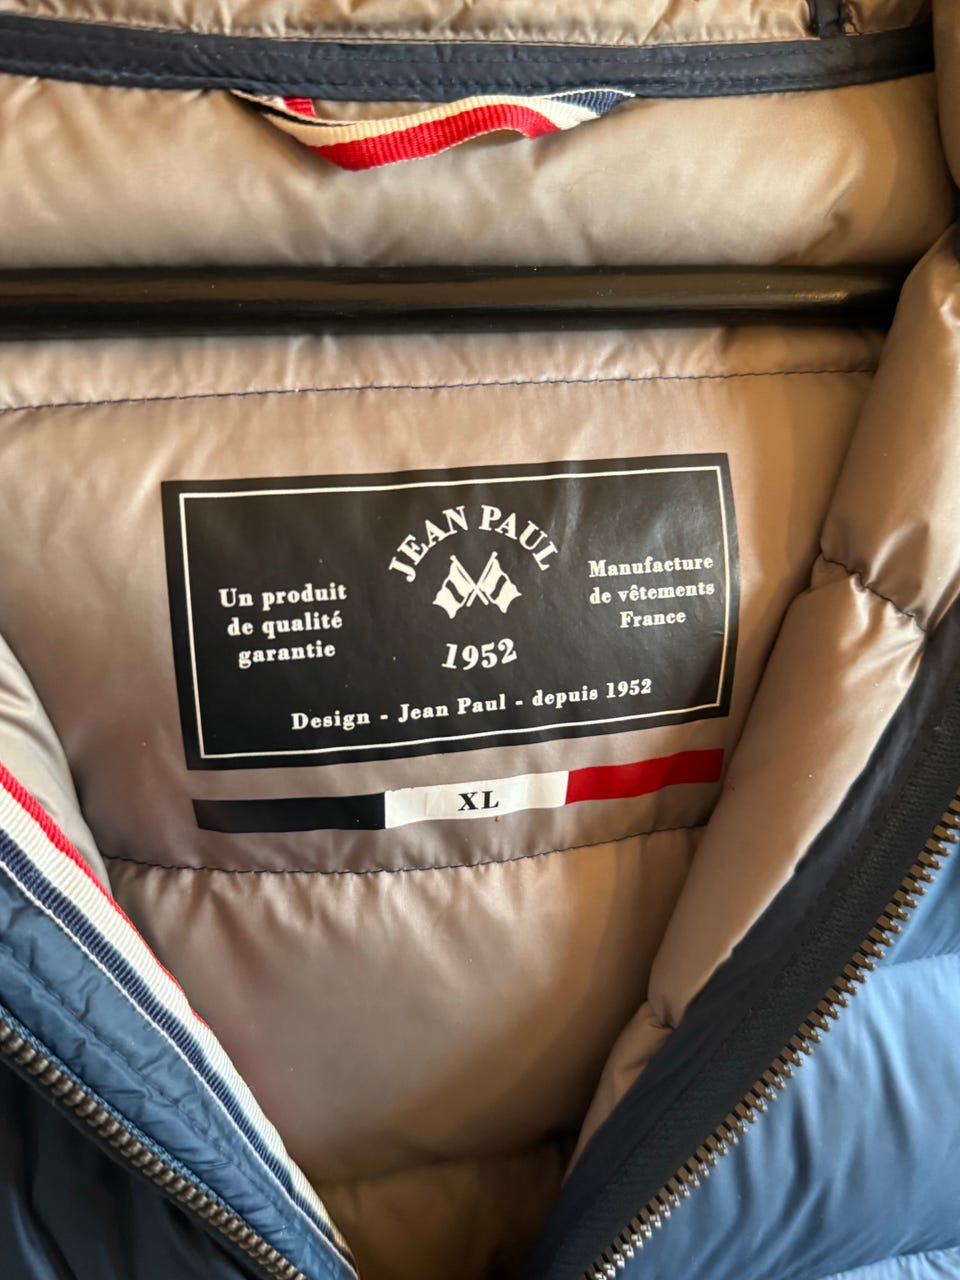 JEAN PAUL
Un produit
de qualité
garantie
Manufacture
de vêtements
France
1952
Design - Jean Paul - depuis 1952
XL